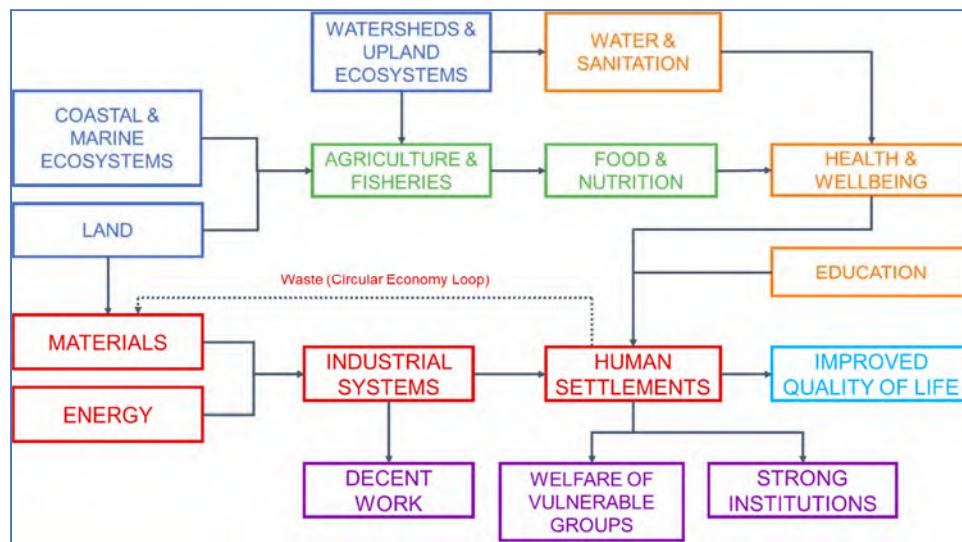 WATERSHEDS &
UPLAND
ECOSYSTEMS
WATER &
SANITATION
COASTAL &
MARINE
ECOSYSTEMS
AGRICULTURE &
FISHERIES
FOOD &
NUTRITION
HEALTH &
WELLBEING
LAND
EDUCATION
Waste (Circular Economy Loop)
MATERIALS
INDUSTRIAL
SYSTEMS
HUMAN
SETTLEMENTS
IMPROVED
QUALITY OF LIFE
ENERGY
DECENT
WORK
WELFARE OF
VULNERABLE
GROUPS
STRONG
INSTITUTIONS